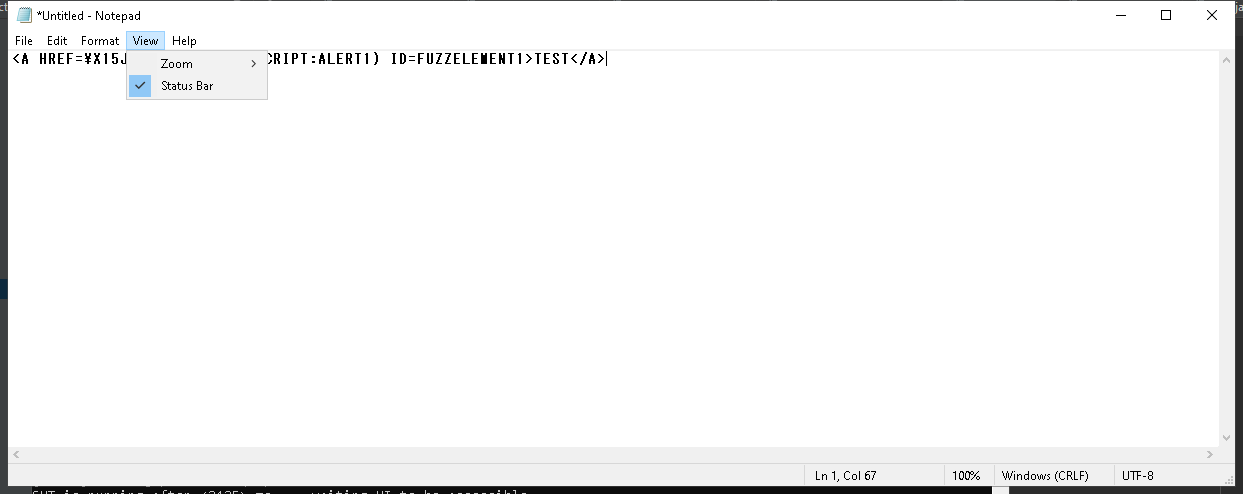 *Untitled - Notepad
File Edit Format View Help
<A HREF=¥X15J CRIPT:ALERT1) ID=FUZZELEMENT1>TEST</A>
Zoom
Status Bar
Ln 1, Col 67 100% Windows (CRLF) UTF-8